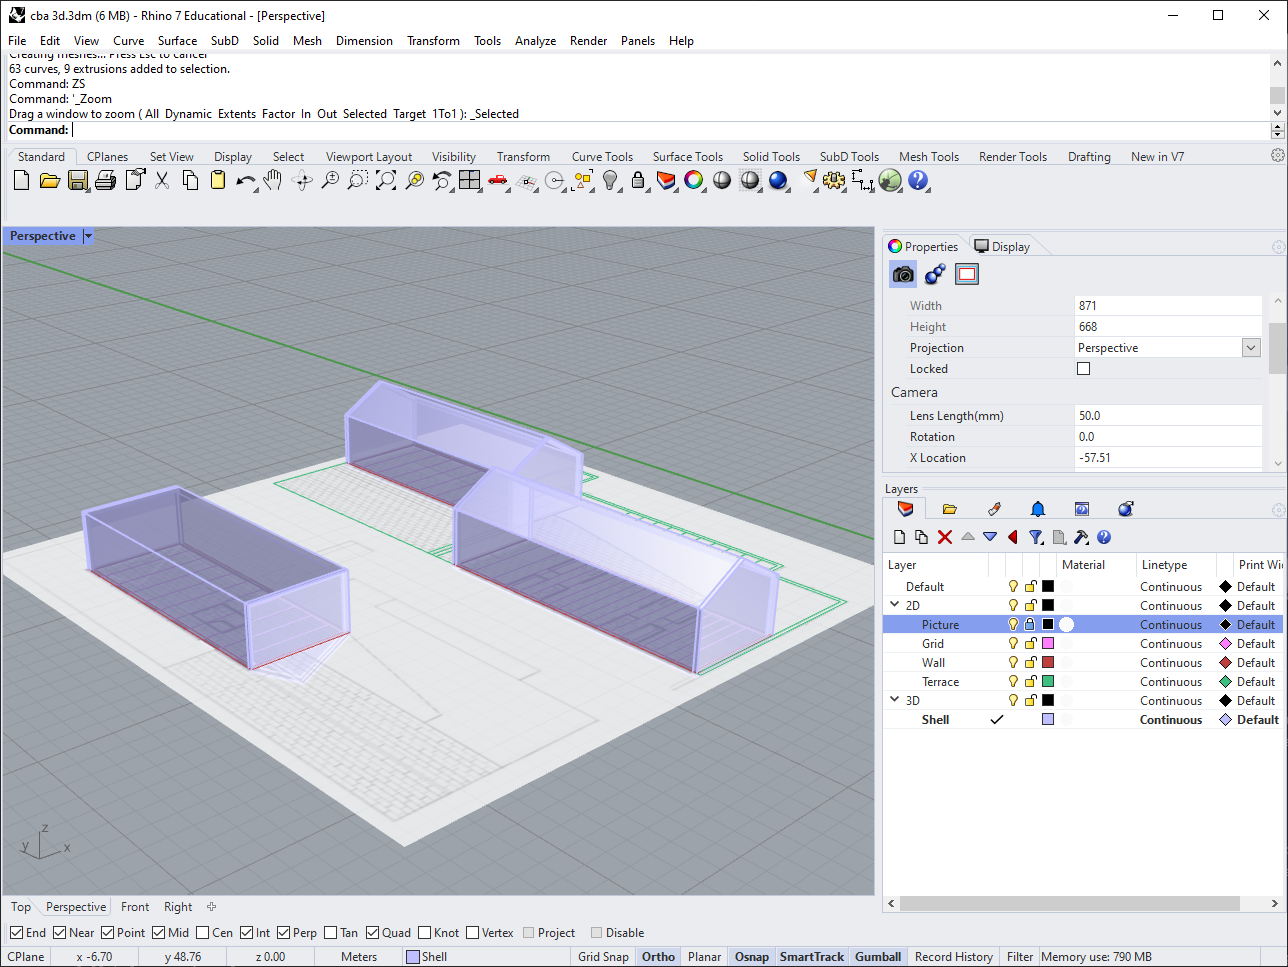 cba 3d.3dm (6 MB) - Rhino 7 Educational - [Perspective]
File Edit View Curve Surface SubD Solid Mesh Dimension Transform Tools Analyze Render Panels Help
Creating meshes... Press Esc to cancel
63 curves, 9 extrusions added to selection.
Command: ZS
Command: '_Zoom
Drag a window to zoom ( All Dynamic Extents Factor In Out Selected Target 1To1 ): _Selected
Command:
Standard CPlanes Set View Display Select Viewport Layout Visibility Transform Curve Tools Surface Tools Solid Tools SubD Tools Mesh Tools Render Tools Drafting New in V7
Perspective
z
y
x
Properties Display
Width 871
Height 668
Projection Perspective
Locked
Camera
Lens Length(mm) 50.0
Rotation 0.0
X Location -57.51
Layers
Layer Material Linetype Print Wi
Default Continuous Default
2D Continuous Default
Picture Continuous Default
Grid Continuous Default
Wall Continuous Default
Terrace Continuous Default
3D Continuous Default
Shell Continuous Default
Top Perspective Front Right
End Near Point Mid Cen Int Perp Tan Quad Knot Vertex Project Disable
CPlane x -6.70 y 48.76 z 0.00 Meters Shell Grid Snap Ortho Planar Osnap SmartTrack Gumball Record History Filter Memory use: 790 MB